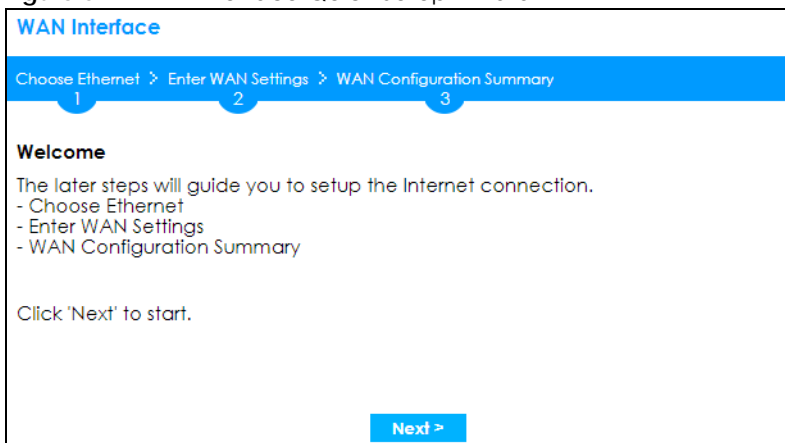 WAN Interface
Choose Ethernet > Enter WAN Settings > WAN Configuration Summary
1 2 3
Welcome
The later steps will guide you to setup the Internet connection.
- Choose Ethernet
- Enter WAN Settings
- WAN Configuration Summary
Click 'Next' to start.
Next >